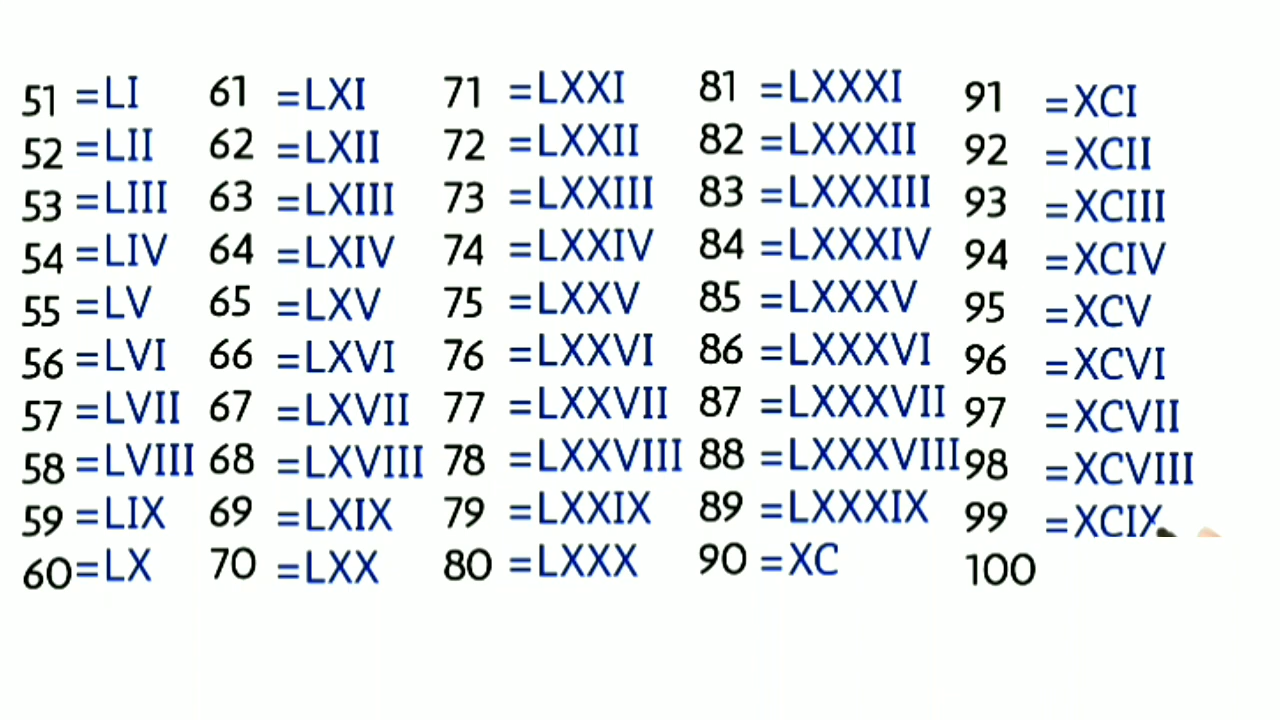 51 =LI
52 =LII
53 =LIII
54 =LIV
55 =LV
56 =LVI
57 =LVII
58 =LVIII
59 =LIX
60 =LX
61 =LXI
62 =LXII
63 =LXIII
64 =LXIV
65 =LXV
66 =LXVI
67 =LXVII
68 =LXVIII
69 =LXIX
70 =LXX
71 =LXXI
72 =LXXII
73 =LXXIII
74 =LXXIV
75 =LXXV
76 =LXXVI
77 =LXXVII
78 =LXXVIII
79 =LXXIX
80 =LXXX
81 =LXXXI
82 =LXXXII
83 =LXXXIII
84 =LXXXIV
85 =LXXXV
86 =LXXXVI
87 =LXXXVII
88 =LXXXVIII
89 =LXXXIX
90 =XC
91 =XCI
92 =XCII
93 =XCIII
94 =XCIV
95 =XCV
96 =XCVI
97 =XCVII
98 =XCVIII
99 =XCIX
100